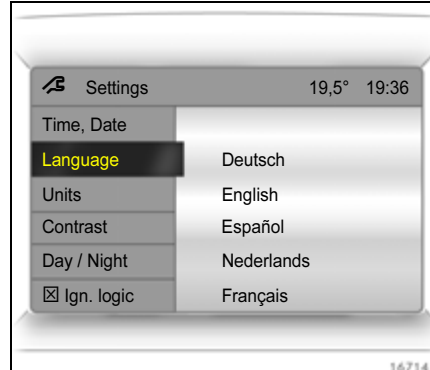 Settings 19,5° 19:36
Time, Date
Language Deutsch
Units English
Contrast Español
Day / Night Nederlands
☒ Ign. logic Français
16714